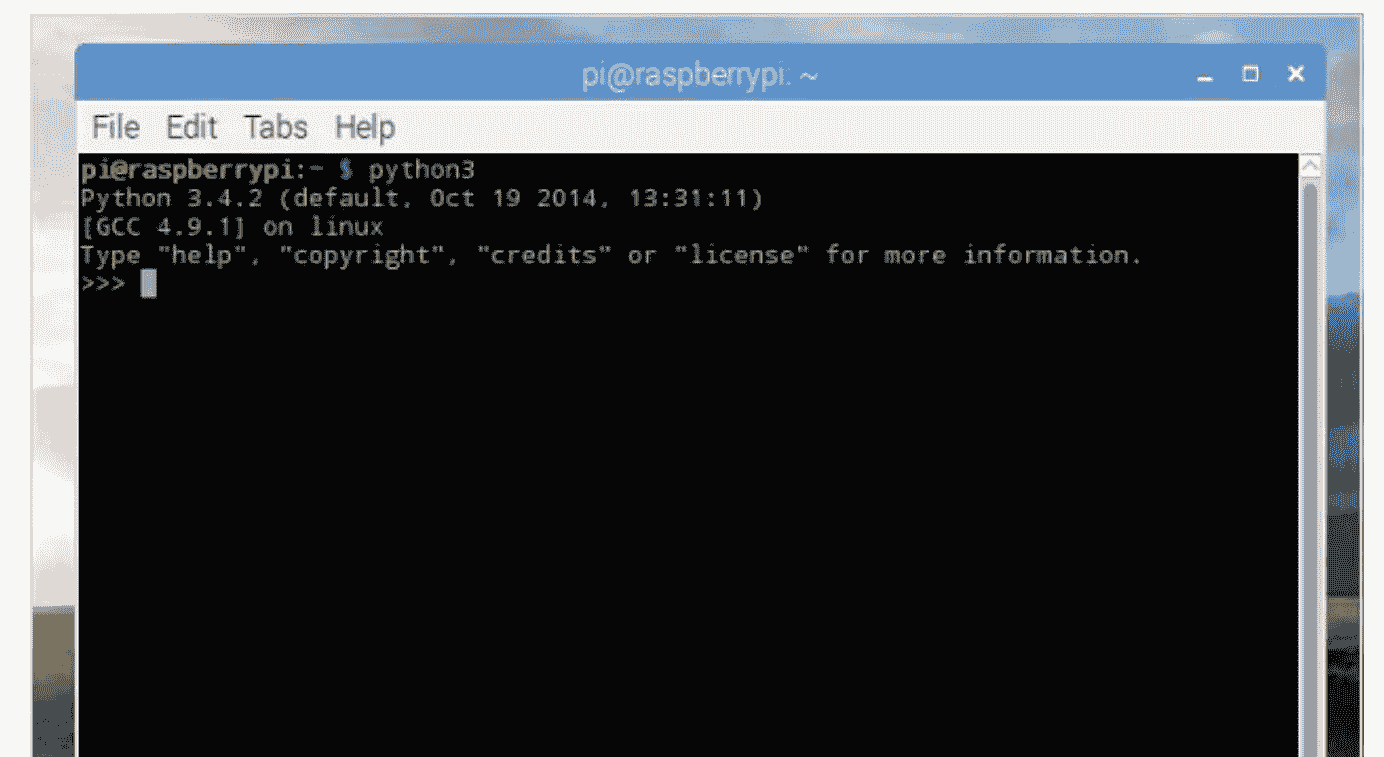 pi@raspberrypi: ~
File Edit Tabs Help
pi@raspberrypi:~ $ python3
Python 3.4.2 (default, Oct 19 2014, 13:31:11)
[GCC 4.9.1] on linux
Type "help", "copyright", "credits" or "license" for more information.
>>>